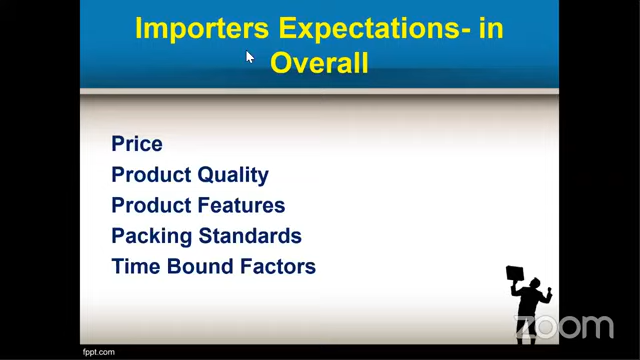 Importers Expectations- in
Overall
Price
Product Quality
Product Features
Packing Standards
Time Bound Factors
zoom
fppt.com